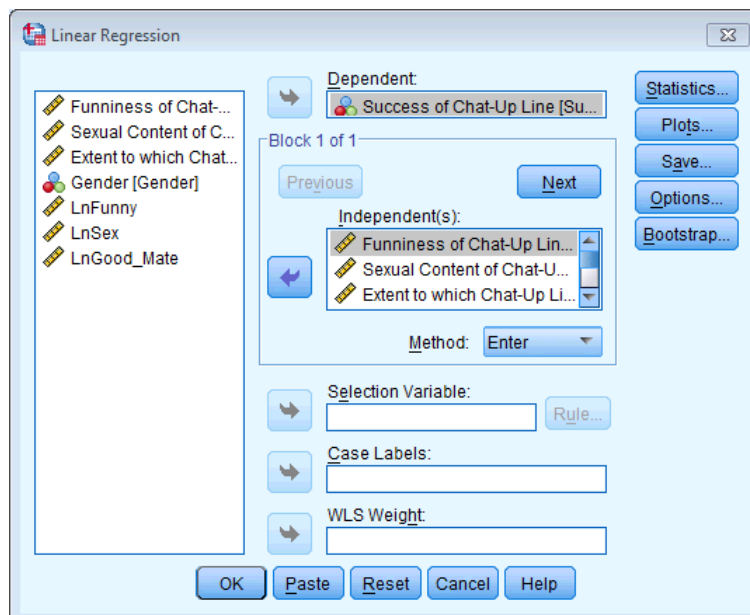 Linear Regression
Funniness of Chat-...
Sexual Content of C...
Extent to which Chat...
Gender [Gender]
LnFunny
LnSex
LnGood_Mate
Dependent:
Success of Chat-Up Line [Su...
Block 1 of 1
Previous
Next
Independent(s):
Funniness of Chat-Up Lin...
Sexual Content of Chat-U...
Extent to which Chat-Up Li...
Method:
Enter
Selection Variable:
Rule...
Case Labels:
WLS Weight:
Statistics...
Plots...
Save...
Options...
Bootstrap...
OK
Paste
Reset
Cancel
Help